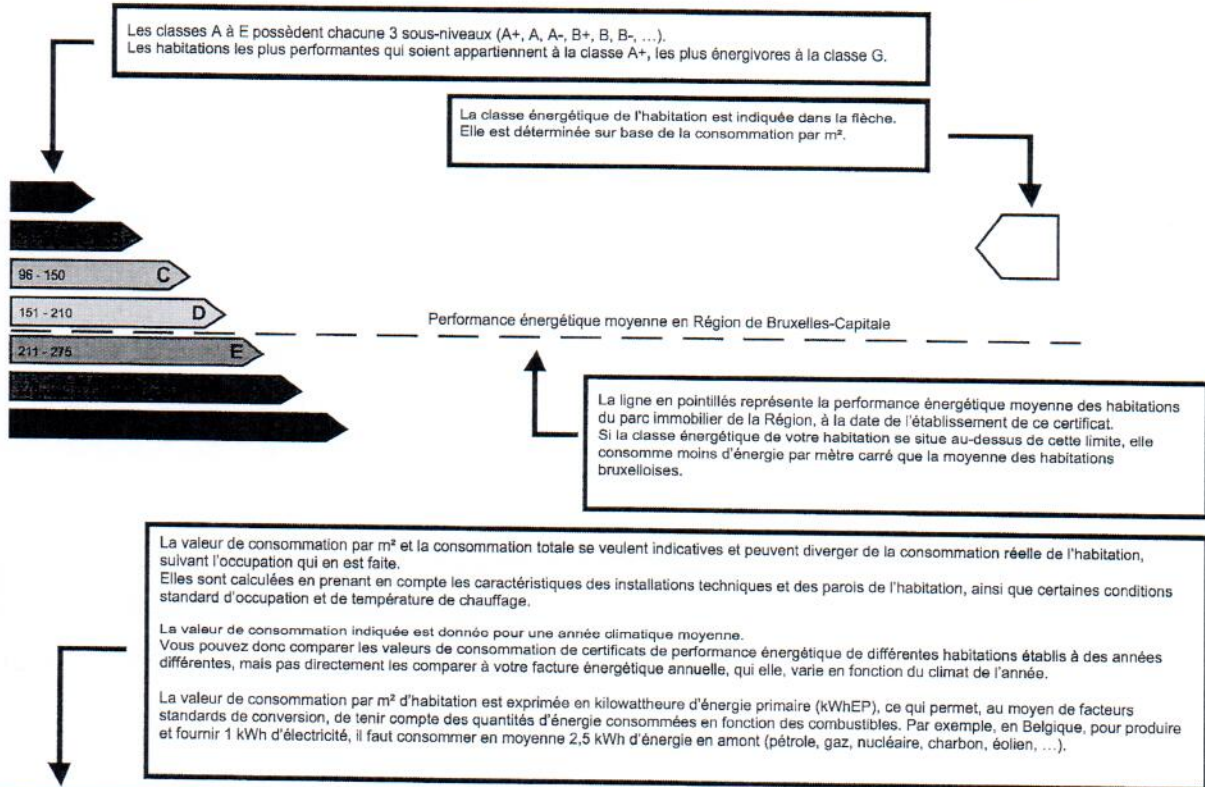 Les classes A à E possèdent chacune 3 sous-niveaux (A+, A, A-, B+, B, B-, …).
Les habitations les plus performantes qui soient appartiennent à la classe A+, les plus énergivores à la classe G.
La classe énergétique de l'habitation est indiquée dans la flèche.
Elle est déterminée sur base de la consommation par m².
96 - 150 C
151 - 210 D
Performance énergétique moyenne en Région de Bruxelles-Capitale
211 - 275 E
La ligne en pointillés représente la performance énergétique moyenne des habitations
du parc immobilier de la Région, à la date de l'établissement de ce certificat.
Si la classe énergétique de votre habitation se situe au-dessus de cette limite, elle
consomme moins d'énergie par mètre carré que la moyenne des habitations
bruxelloises.
La valeur de consommation par m² et la consommation totale se veulent indicatives et peuvent diverger de la consommation réelle de l'habitation,
suivant l'occupation qui en est faite.
Elles sont calculées en prenant en compte les caractéristiques des installations techniques et des parois de l'habitation, ainsi que certaines conditions
standard d'occupation et de température de chauffage.
La valeur de consommation indiquée est donnée pour une année climatique moyenne.
Vous pouvez donc comparer les valeurs de consommation de certificats de performance énergétique de différentes habitations établis à des années
différentes, mais pas directement les comparer à votre facture énergétique annuelle, qui elle, varie en fonction du climat de l'année.
La valeur de consommation par m² d'habitation est exprimée en kilowattheure d'énergie primaire (kWhEP), ce qui permet, au moyen de facteurs
standards de conversion, de tenir compte des quantités d'énergie consommées en fonction des combustibles. Par exemple, en Belgique, pour produire
et fournir 1 kWh d'électricité, il faut consommer en moyenne 2,5 kWh d'énergie en amont (pétrole, gaz, nucléaire, charbon, éolien, …).